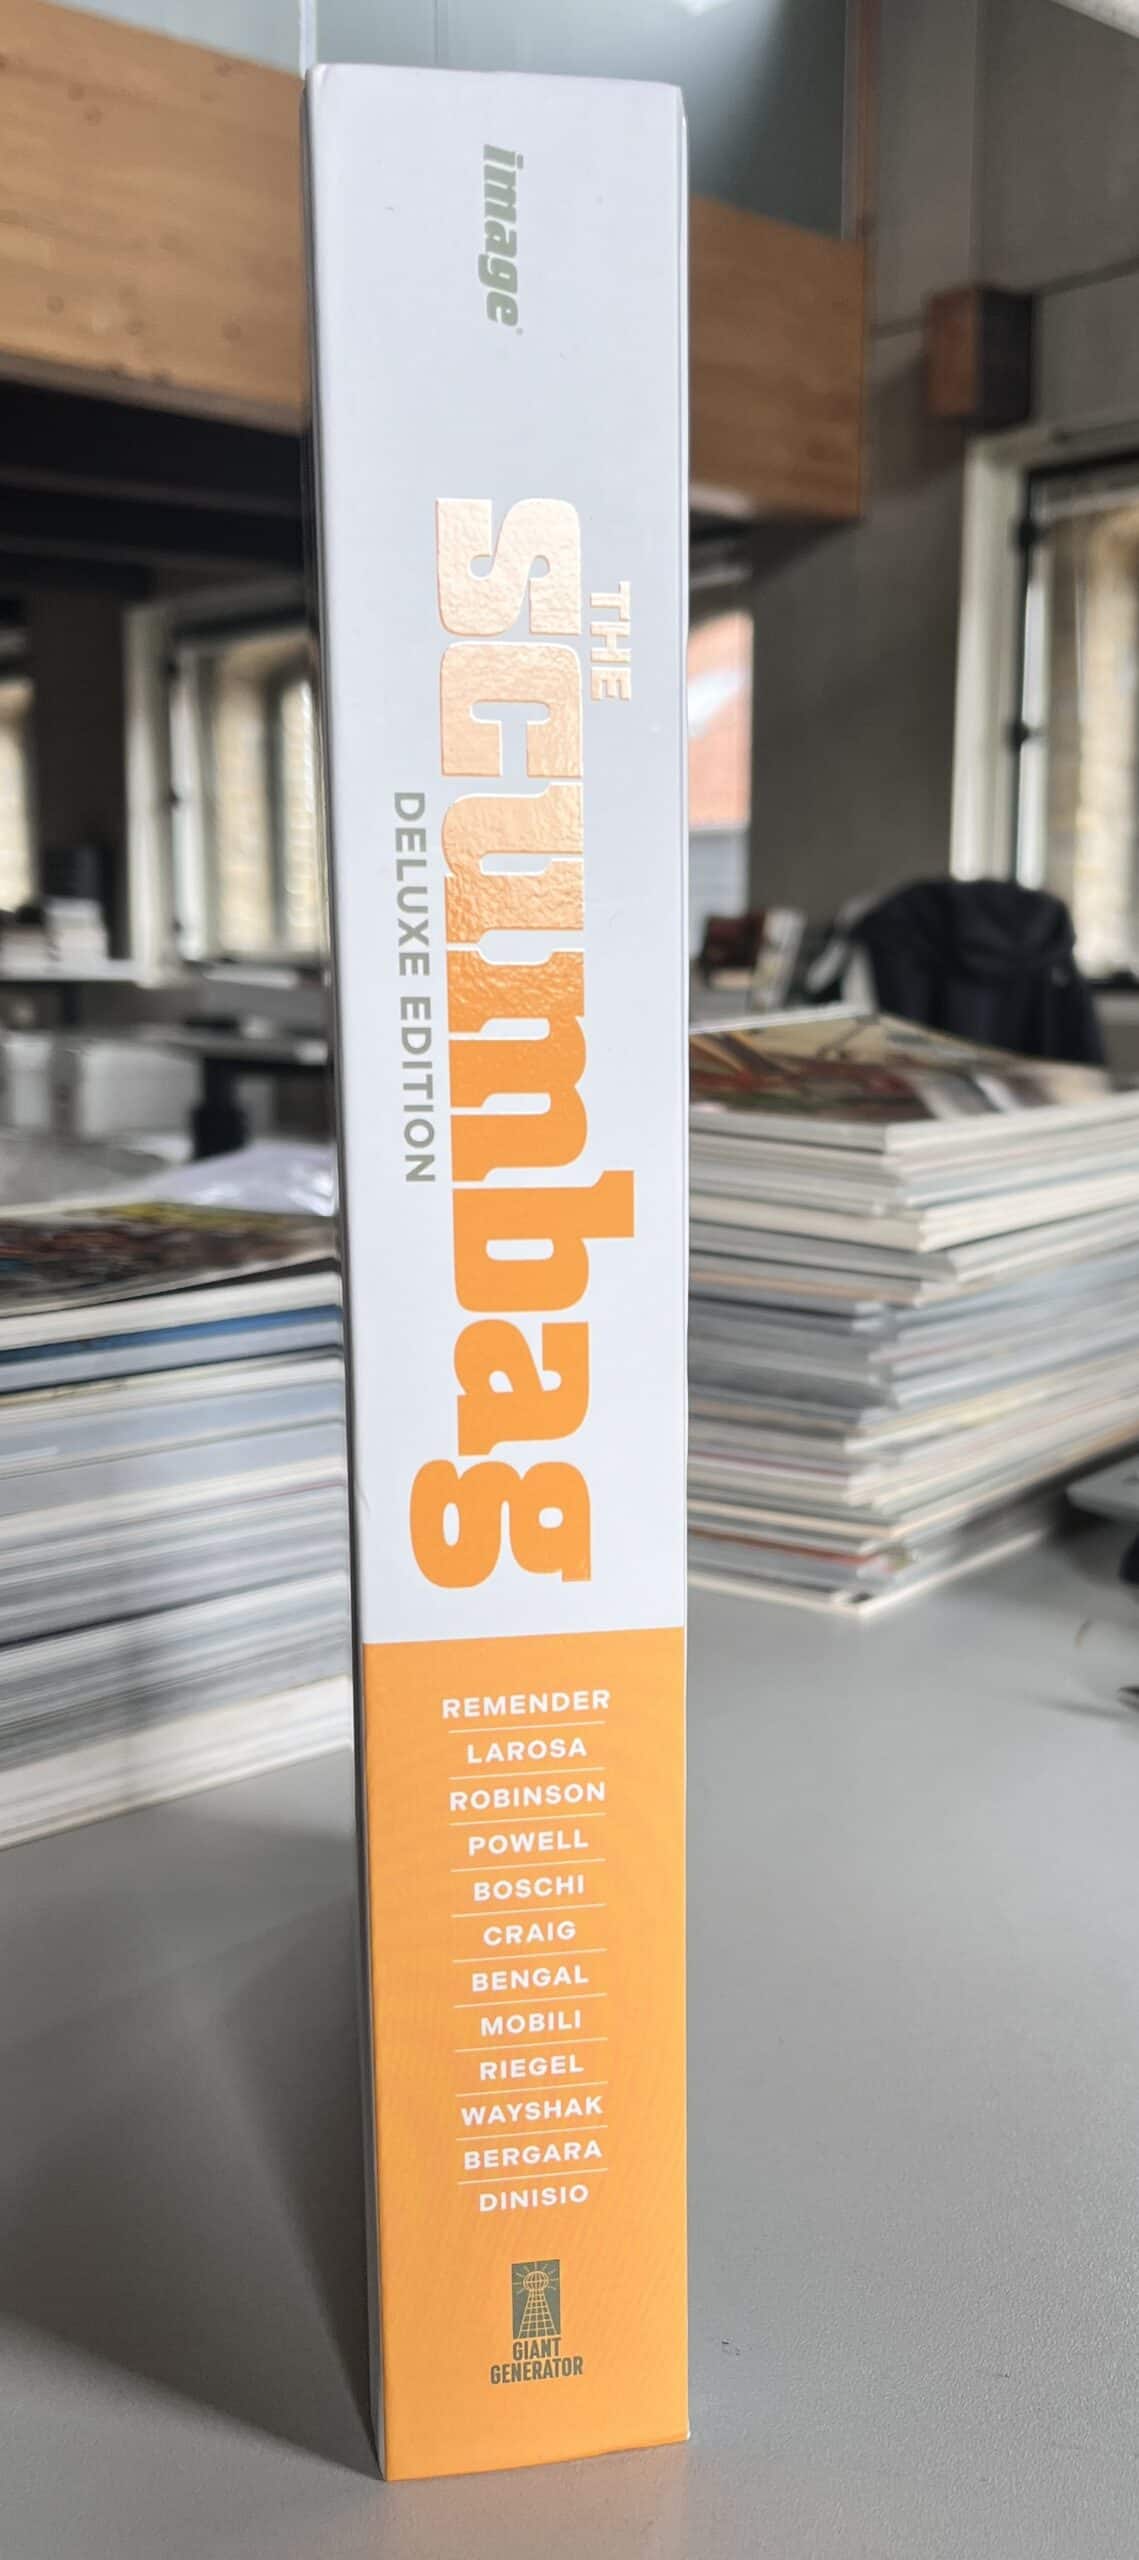 image®
THE
Scumbag
DELUXE EDITION
REMENDER
LAROSA
ROBINSON
POWELL
BOSCHI
CRAIG
BENGAL
MOBILI
RIEGEL
WAYSHAK
BERGARA
DINISIO
GIANT
GENERATOR